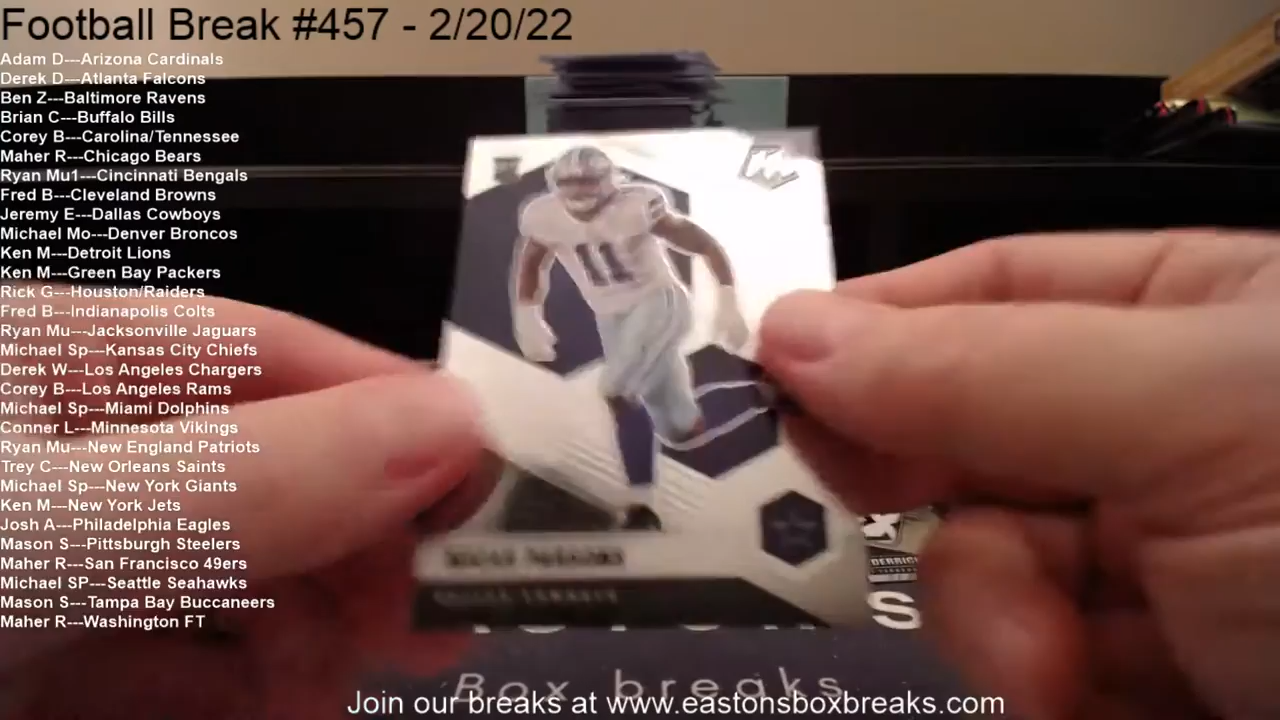 Football Break #457 - 2/20/22
Adam D---Arizona Cardinals
Derek D---Atlanta Falcons
Ben Z---Baltimore Ravens
Brian C---Buffalo Bills
Corey B---Carolina/Tennessee
Maher R---Chicago Bears
Ryan Mu1---Cincinnati Bengals
Fred B---Cleveland Browns
Jeremy E---Dallas Cowboys
Michael Mo---Denver Broncos
Ken M---Detroit Lions
Ken M---Green Bay Packers
Rick G---Houston/Raiders
Fred B---Indianapolis Colts
Ryan Mu---Jacksonville Jaguars
Michael Sp---Kansas City Chiefs
Derek W---Los Angeles Chargers
Corey B---Los Angeles Rams
Michael Sp---Miami Dolphins
Conner L---Minnesota Vikings
Ryan Mu---New England Patriots
Trey C---New Orleans Saints
Michael Sp---New York Giants
Ken M---New York Jets
Josh A---Philadelphia Eagles
Mason S---Pittsburgh Steelers
Maher R---San Francisco 49ers
Michael SP---Seattle Seahawks
Mason S---Tampa Bay Buccaneers
Maher R---Washington FT
11
DERRICK
Box breaks
Join our breaks at www.eastonsboxbreaks.com